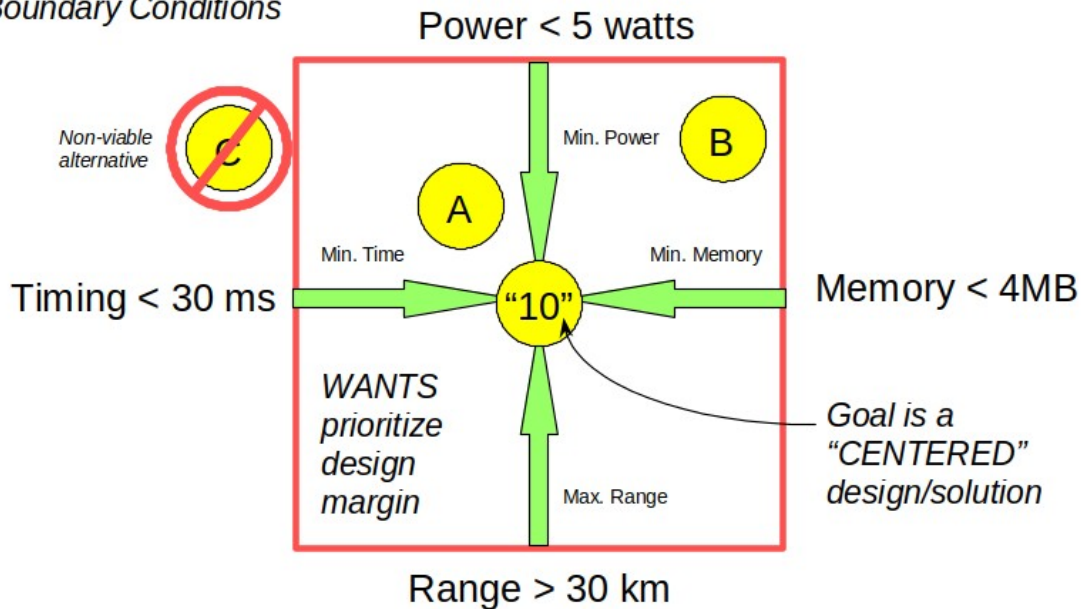 Boundary Conditions
Power < 5 watts
Non-viable
alternative
C
Min. Power
B
A
Min. Time
Min. Memory
Timing < 30 ms
“10”
Memory < 4MB
WANTS
prioritize
design
margin
Goal is a
“CENTERED”
design/solution
Max. Range
Range > 30 km